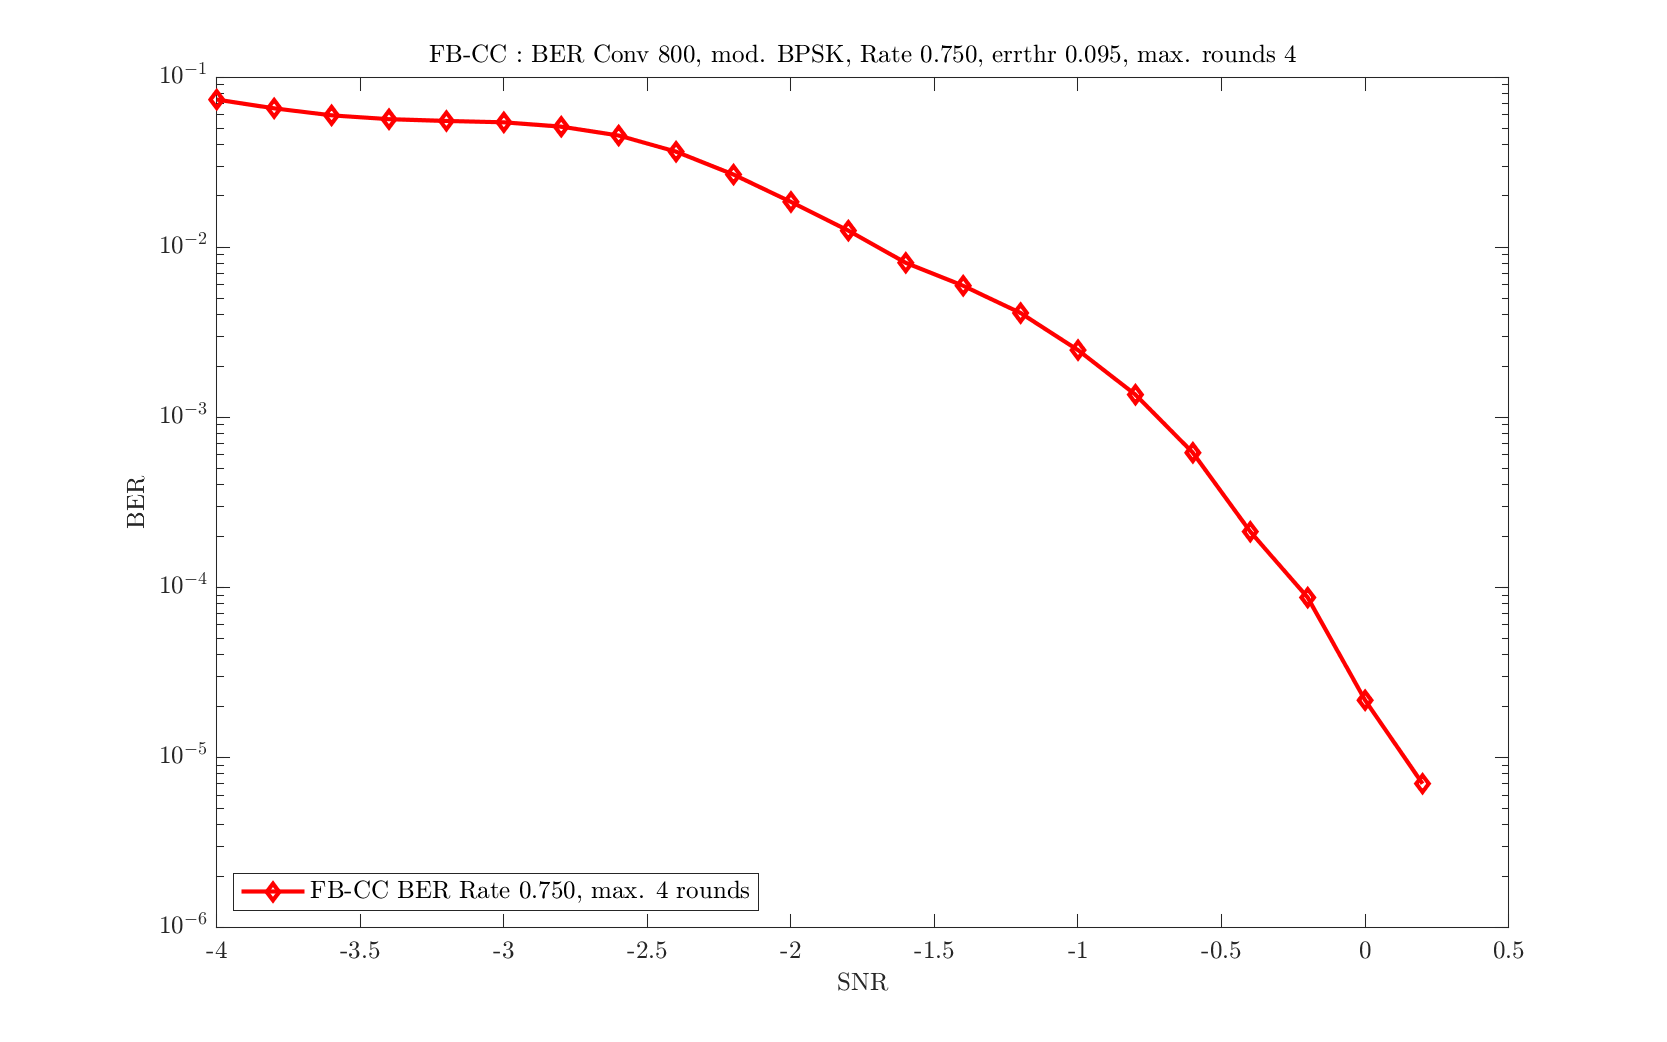 FB-CC : BER Conv 800, mod. BPSK, Rate 0.750, errthr 0.095, max. rounds 4
10⁻¹
10⁻²
10⁻³
10⁻⁴
10⁻⁵
10⁻⁶
BER
FB-CC BER Rate 0.750, max. 4 rounds
-4 -3.5 -3 -2.5 -2 -1.5 -1 -0.5 0 0.5
SNR